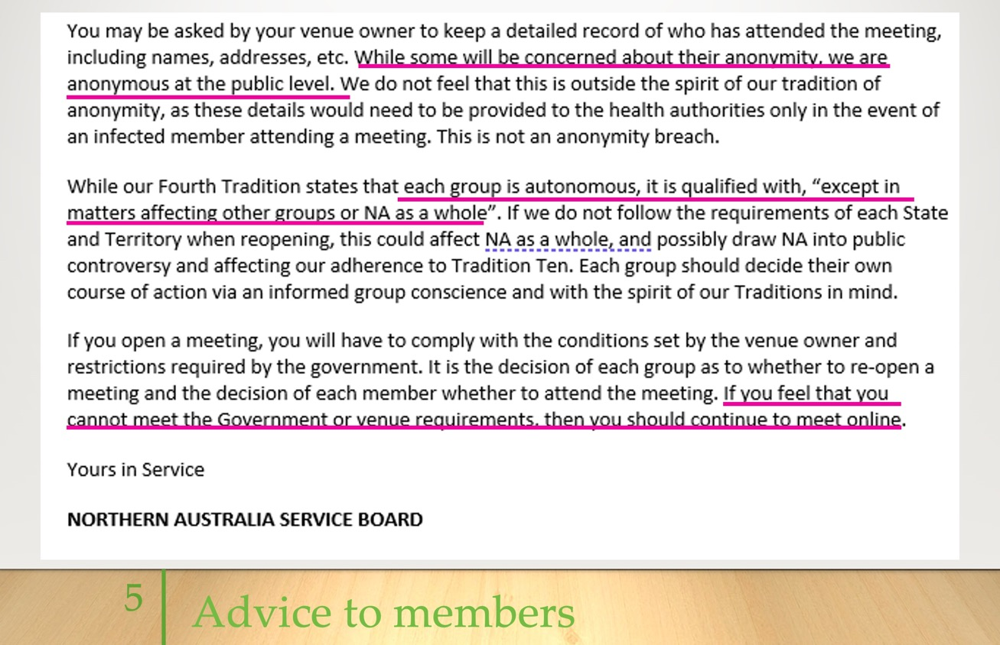 You may be asked by your venue owner to keep a detailed record of who has attended the meeting,
including names, addresses, etc. While some will be concerned about their anonymity, we are
anonymous at the public level. We do not feel that this is outside the spirit of our tradition of
anonymity, as these details would need to be provided to the health authorities only in the event of
an infected member attending a meeting. This is not an anonymity breach.
While our Fourth Tradition states that each group is autonomous, it is qualified with, “except in
matters affecting other groups or NA as a whole”. If we do not follow the requirements of each State
and Territory when reopening, this could affect NA as a whole, and possibly draw NA into public
controversy and affecting our adherence to Tradition Ten. Each group should decide their own
course of action via an informed group conscience and with the spirit of our Traditions in mind.
If you open a meeting, you will have to comply with the conditions set by the venue owner and
restrictions required by the government. It is the decision of each group as to whether to re-open a
meeting and the decision of each member whether to attend the meeting. If you feel that you
cannot meet the Government or venue requirements, then you should continue to meet online.
Yours in Service
NORTHERN AUSTRALIA SERVICE BOARD
5
Advice to members